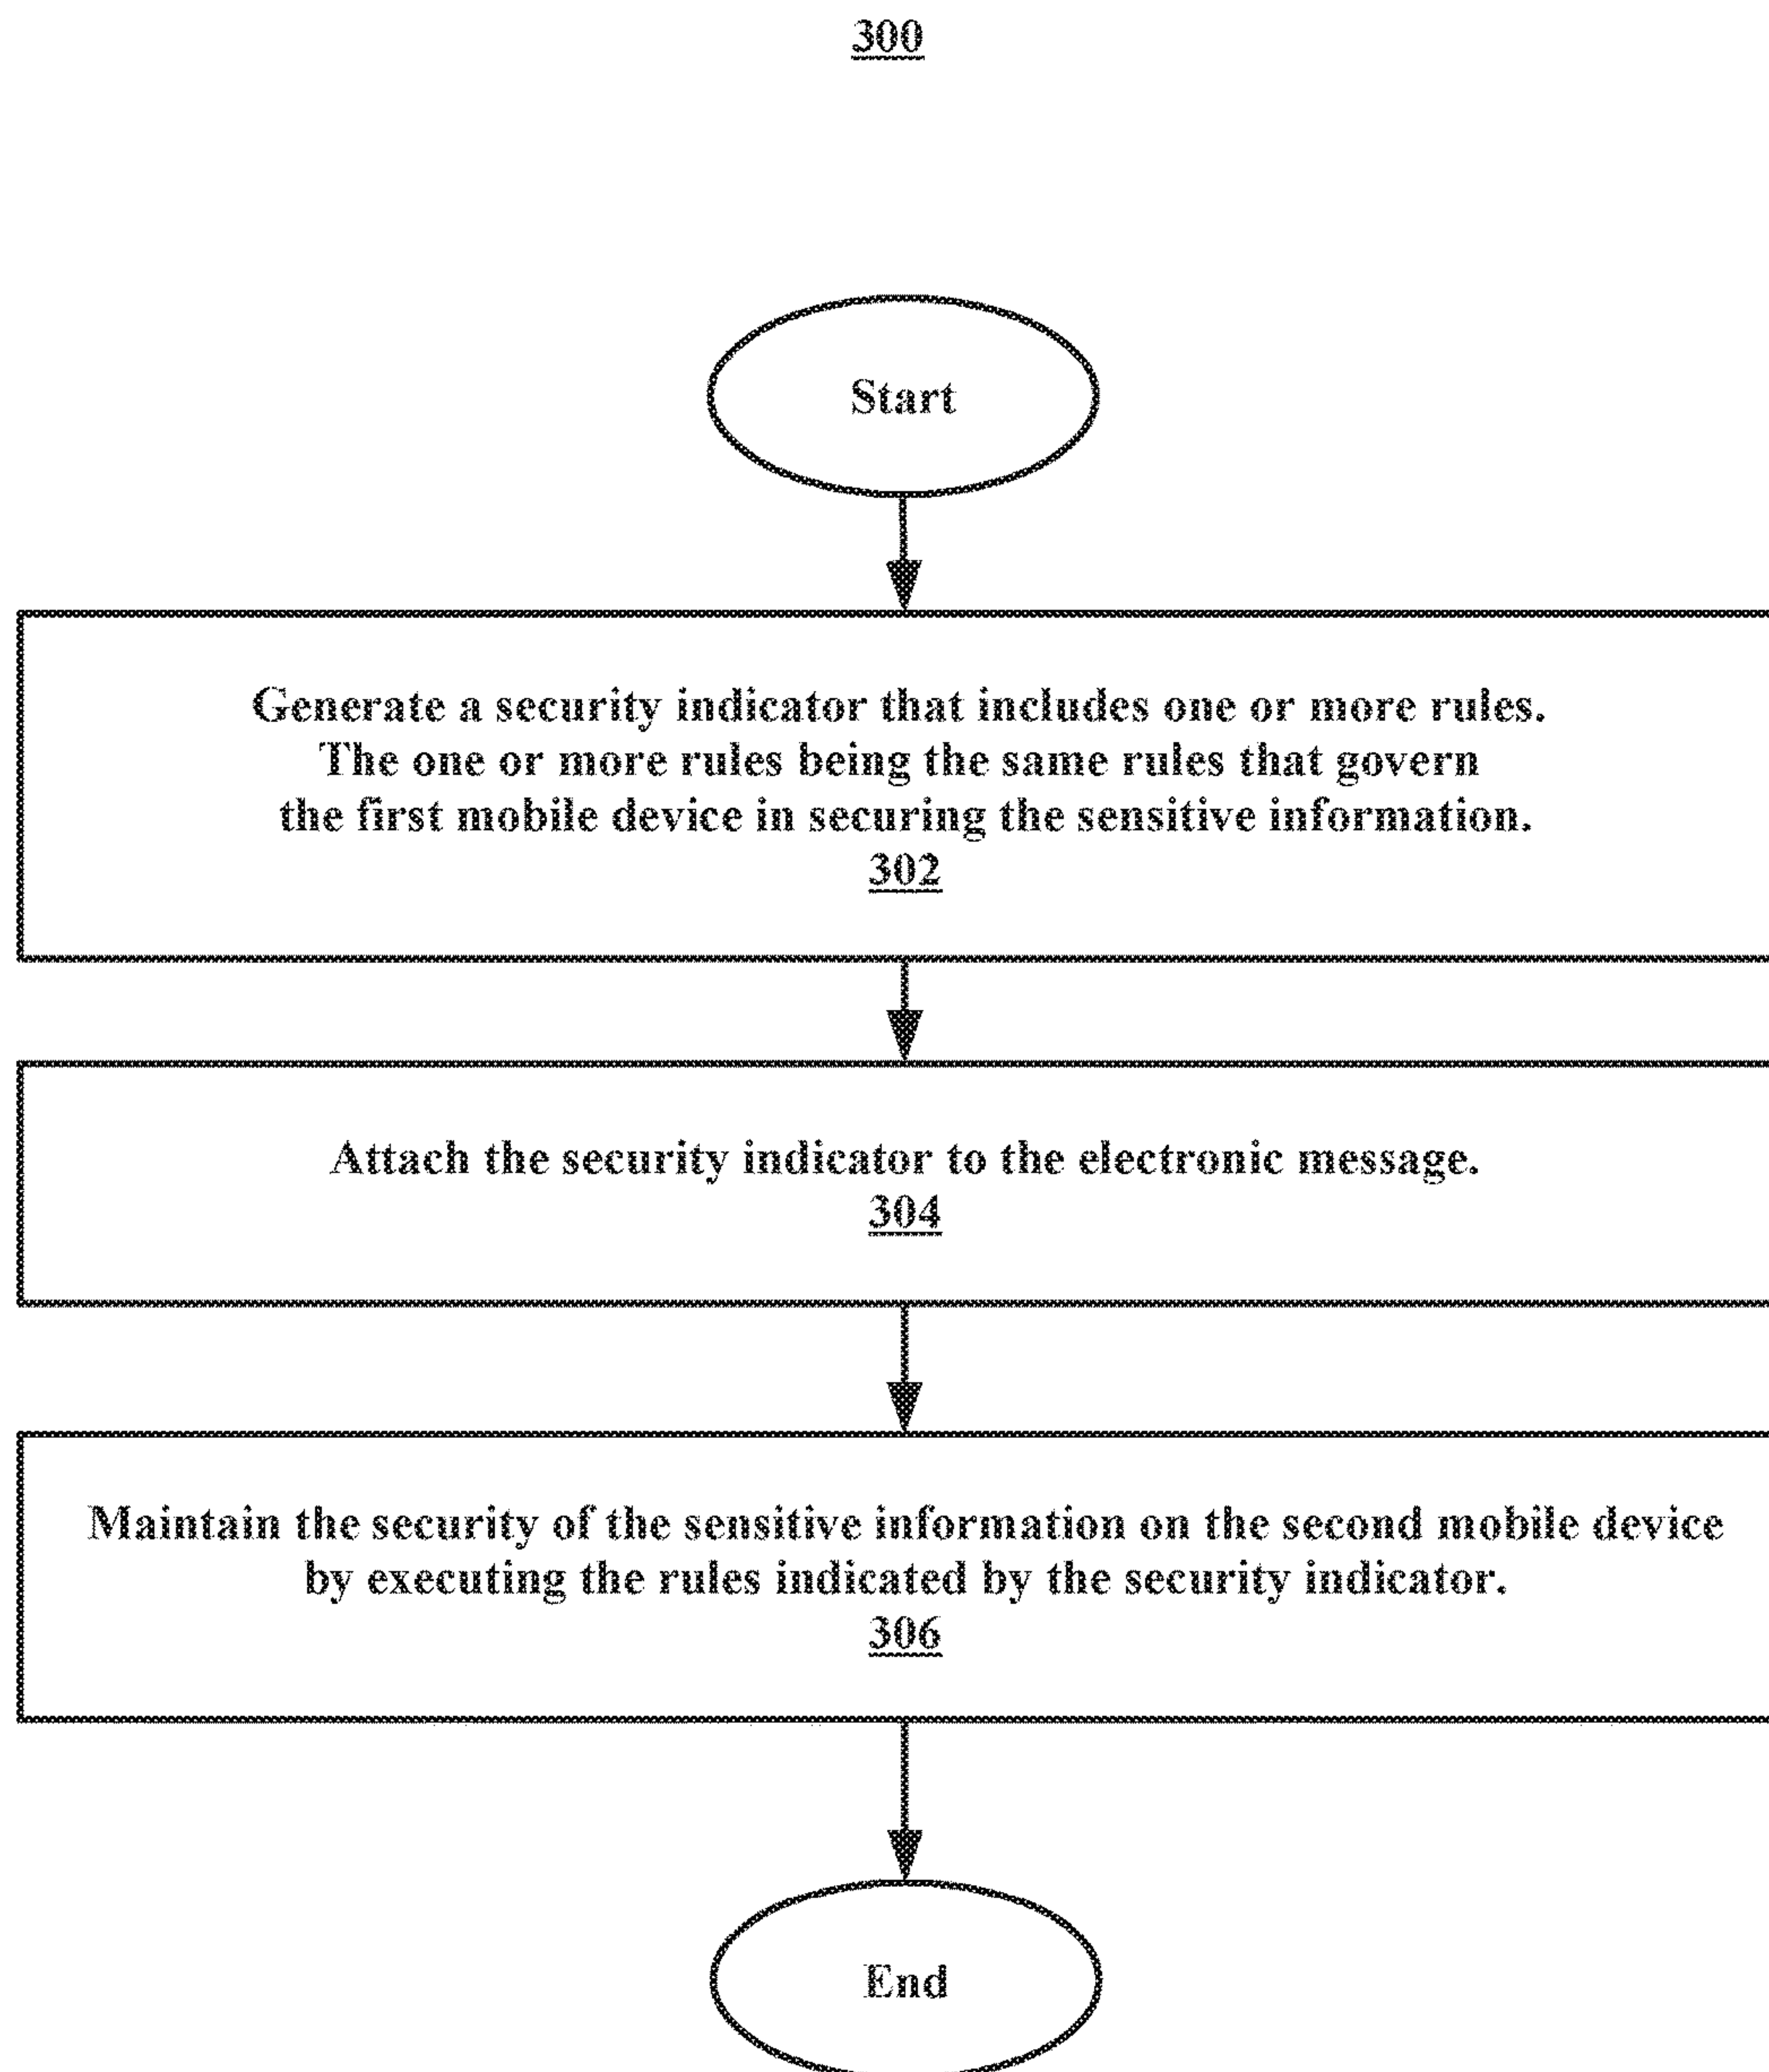 300
Start
Generate a security indicator that includes one or more rules.
The one or more rules being the same rules that govern
the first mobile device in securing the sensitive information.
302
Attach the security indicator to the electronic message.
304
Maintain the security of the sensitive information on the second mobile device
by executing the rules indicated by the security indicator.
306
End